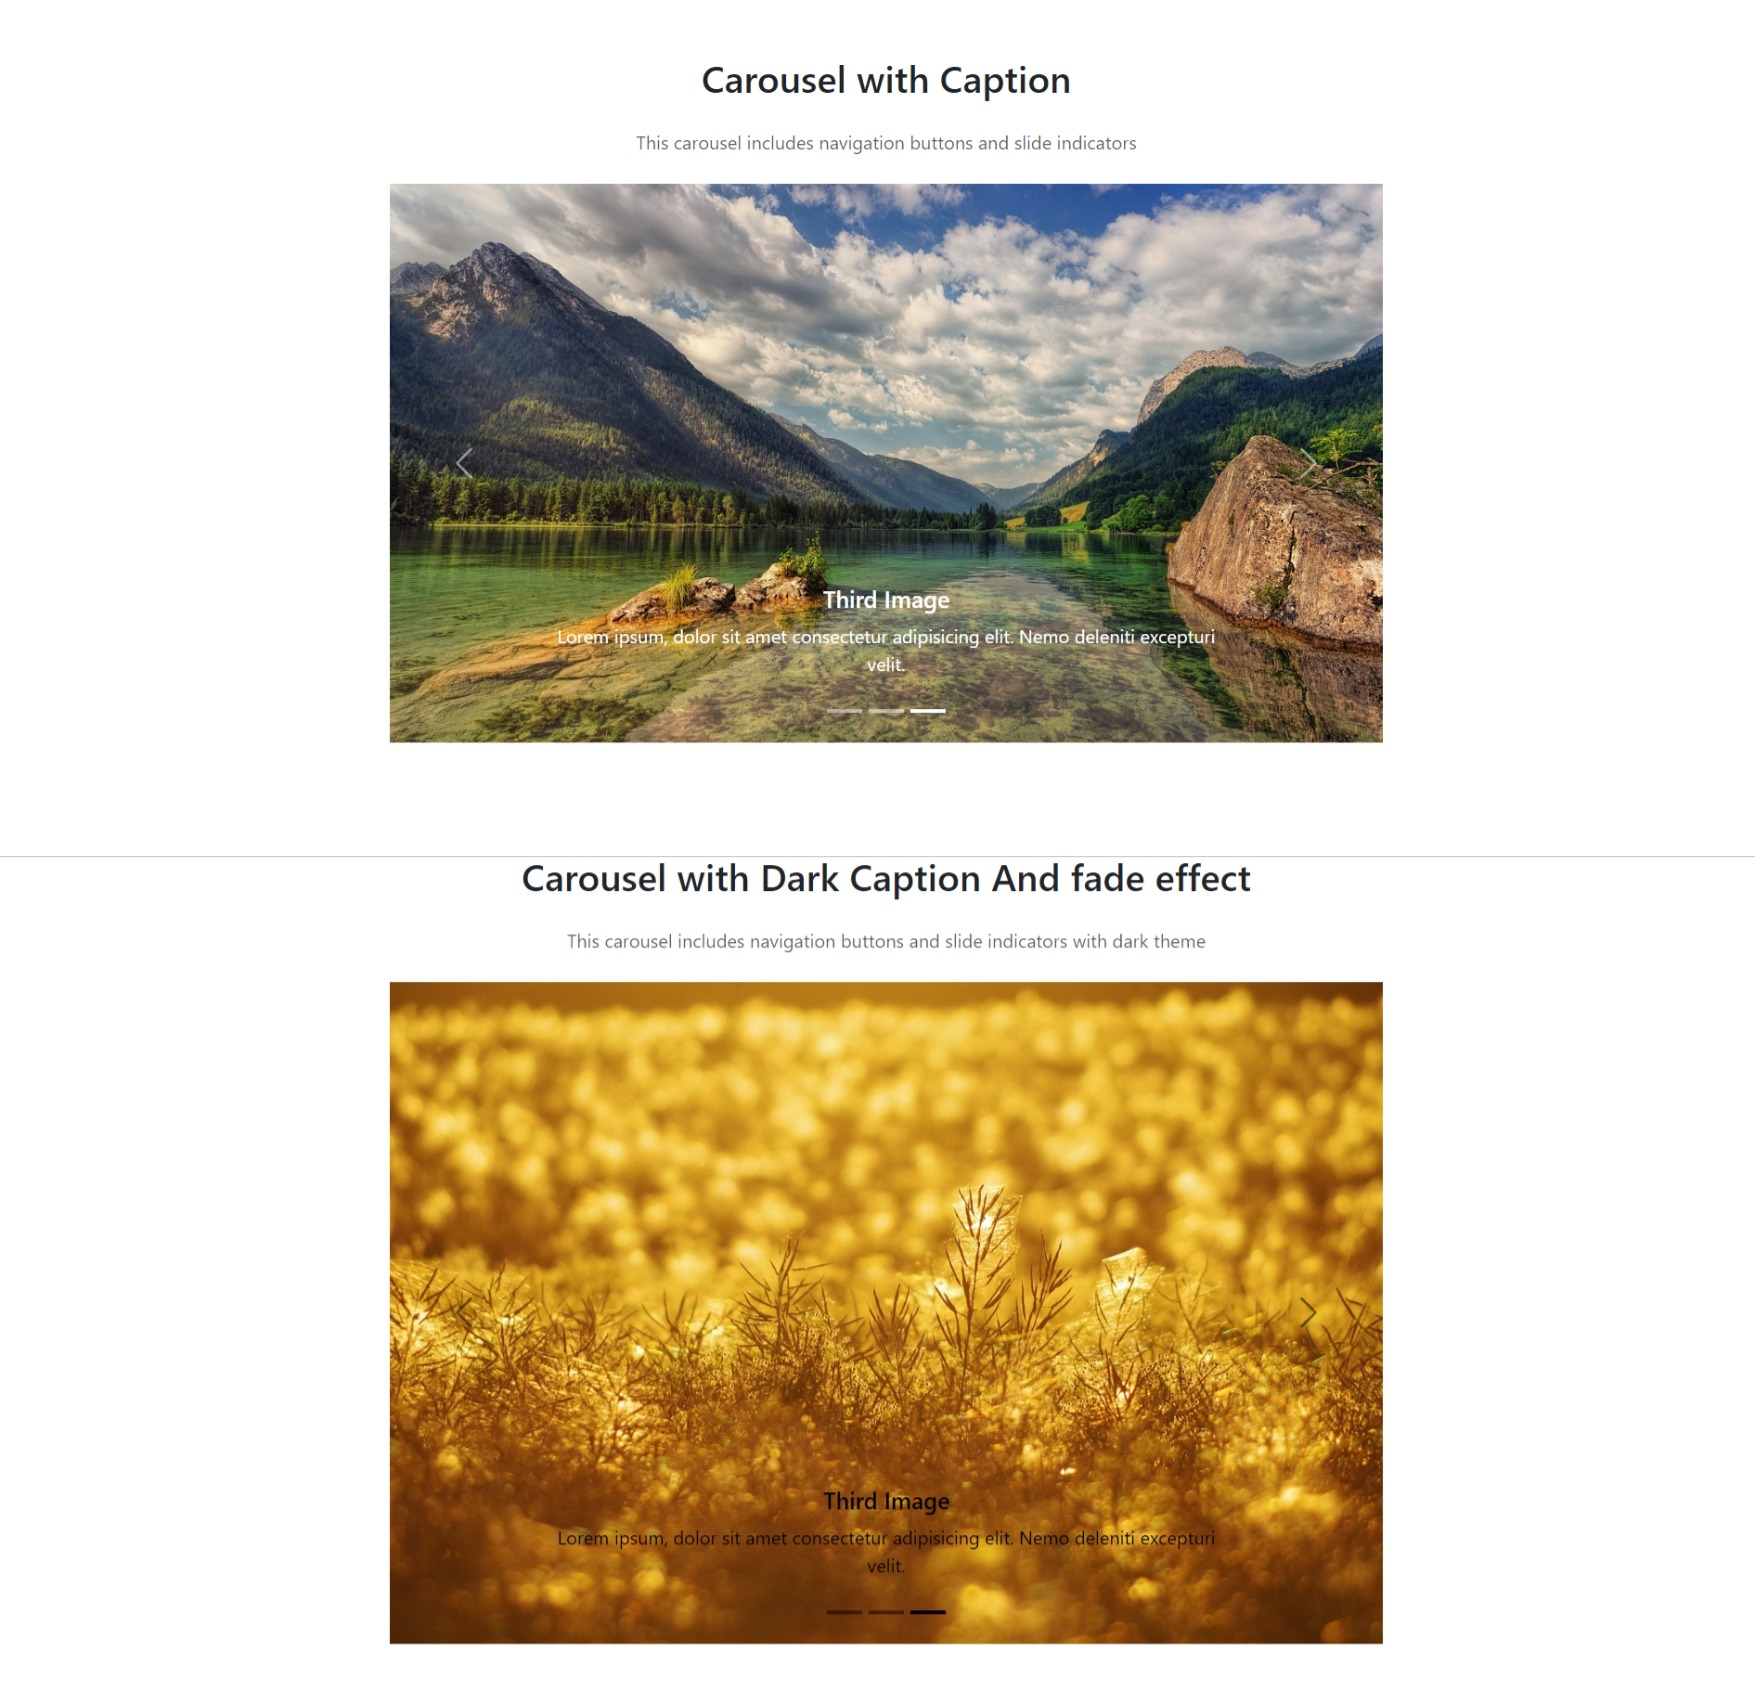 Carousel with Caption
This carousel includes navigation buttons and slide indicators
Third Image
Lorem ipsum, dolor sit amet consectetur adipisicing elit. Nemo deleniti excepturi
velit.
Carousel with Dark Caption And fade effect
This carousel includes navigation buttons and slide indicators with dark theme
Third Image
Lorem ipsum, dolor sit amet consectetur adipisicing elit. Nemo deleniti excepturi
velit.